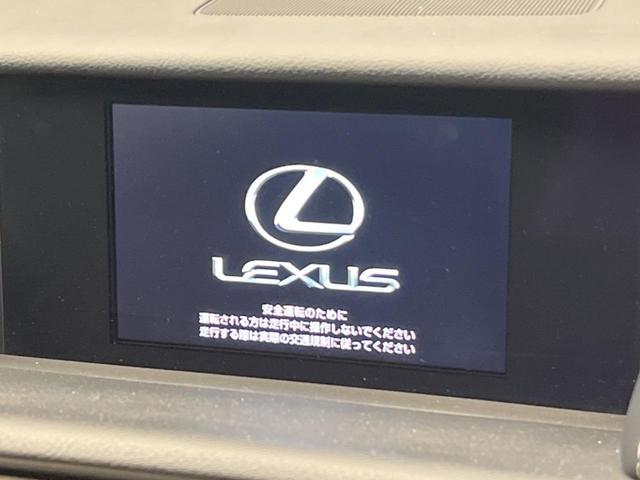 LEXUS
安全運転のために
運転される方は走行中に操作しないでください
走行する際は実際の交通規制に従ってください